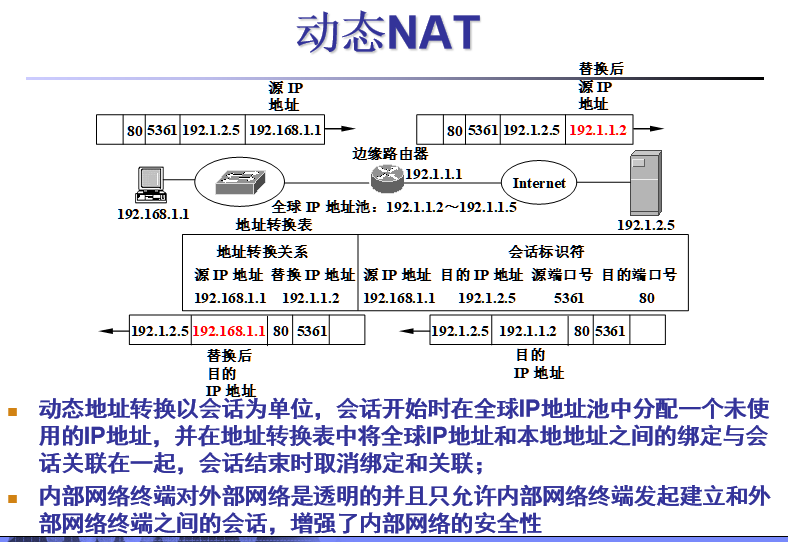 动态NAT
替换后
源 IP
地址
源 IP
地址
80 5361 192.1.2.5 192.168.1.1
80 5361 192.1.2.5 192.1.1.2
边缘路由器
192.1.1.1
Internet
192.168.1.1
全球 IP 地址池：192.1.1.2～192.1.1.5
192.1.2.5
地址转换表
地址转换关系 会话标识符
源 IP 地址 替换 IP 地址 源 IP 地址 目的 IP 地址 源端口号 目的端口号
192.168.1.1 192.1.1.2 192.168.1.1 192.1.2.5 5361 80
192.1.2.5 192.168.1.1 80 5361
192.1.2.5 192.1.1.2 80 5361
替换后
目的
IP 地址
目的
IP 地址
动态地址转换以会话为单位，会话开始时在全球IP地址池中分配一个未使
用的IP地址，并在地址转换表中将全球IP地址和本地地址之间的绑定与会
话关联在一起，会话结束时取消绑定和关联；
内部网络终端对外部网络是透明的并且只允许内部网络终端发起建立和外
部网络终端之间的会话，增强了内部网络的安全性